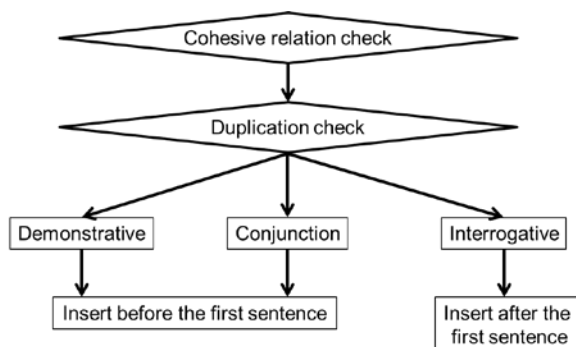 Cohesive relation check
Duplication check
Demonstrative
Conjunction
Interrogative
Insert before the first sentence
Insert after the
first sentence